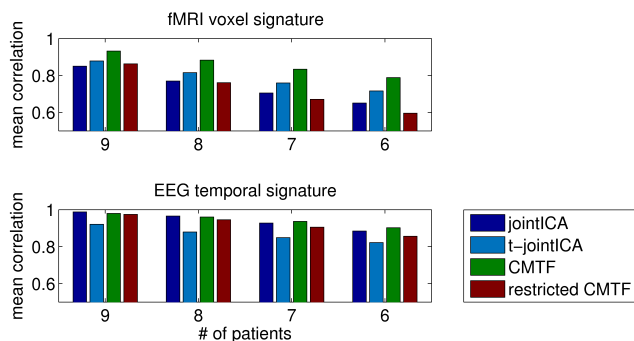 fMRI voxel signature
mean correlation
1
0.8
0.6
9 8 7 6
EEG temporal signature
mean correlation
1
0.8
0.6
9 8 7 6
# of patients
jointICA
t-jointICA
CMTF
restricted CMTF